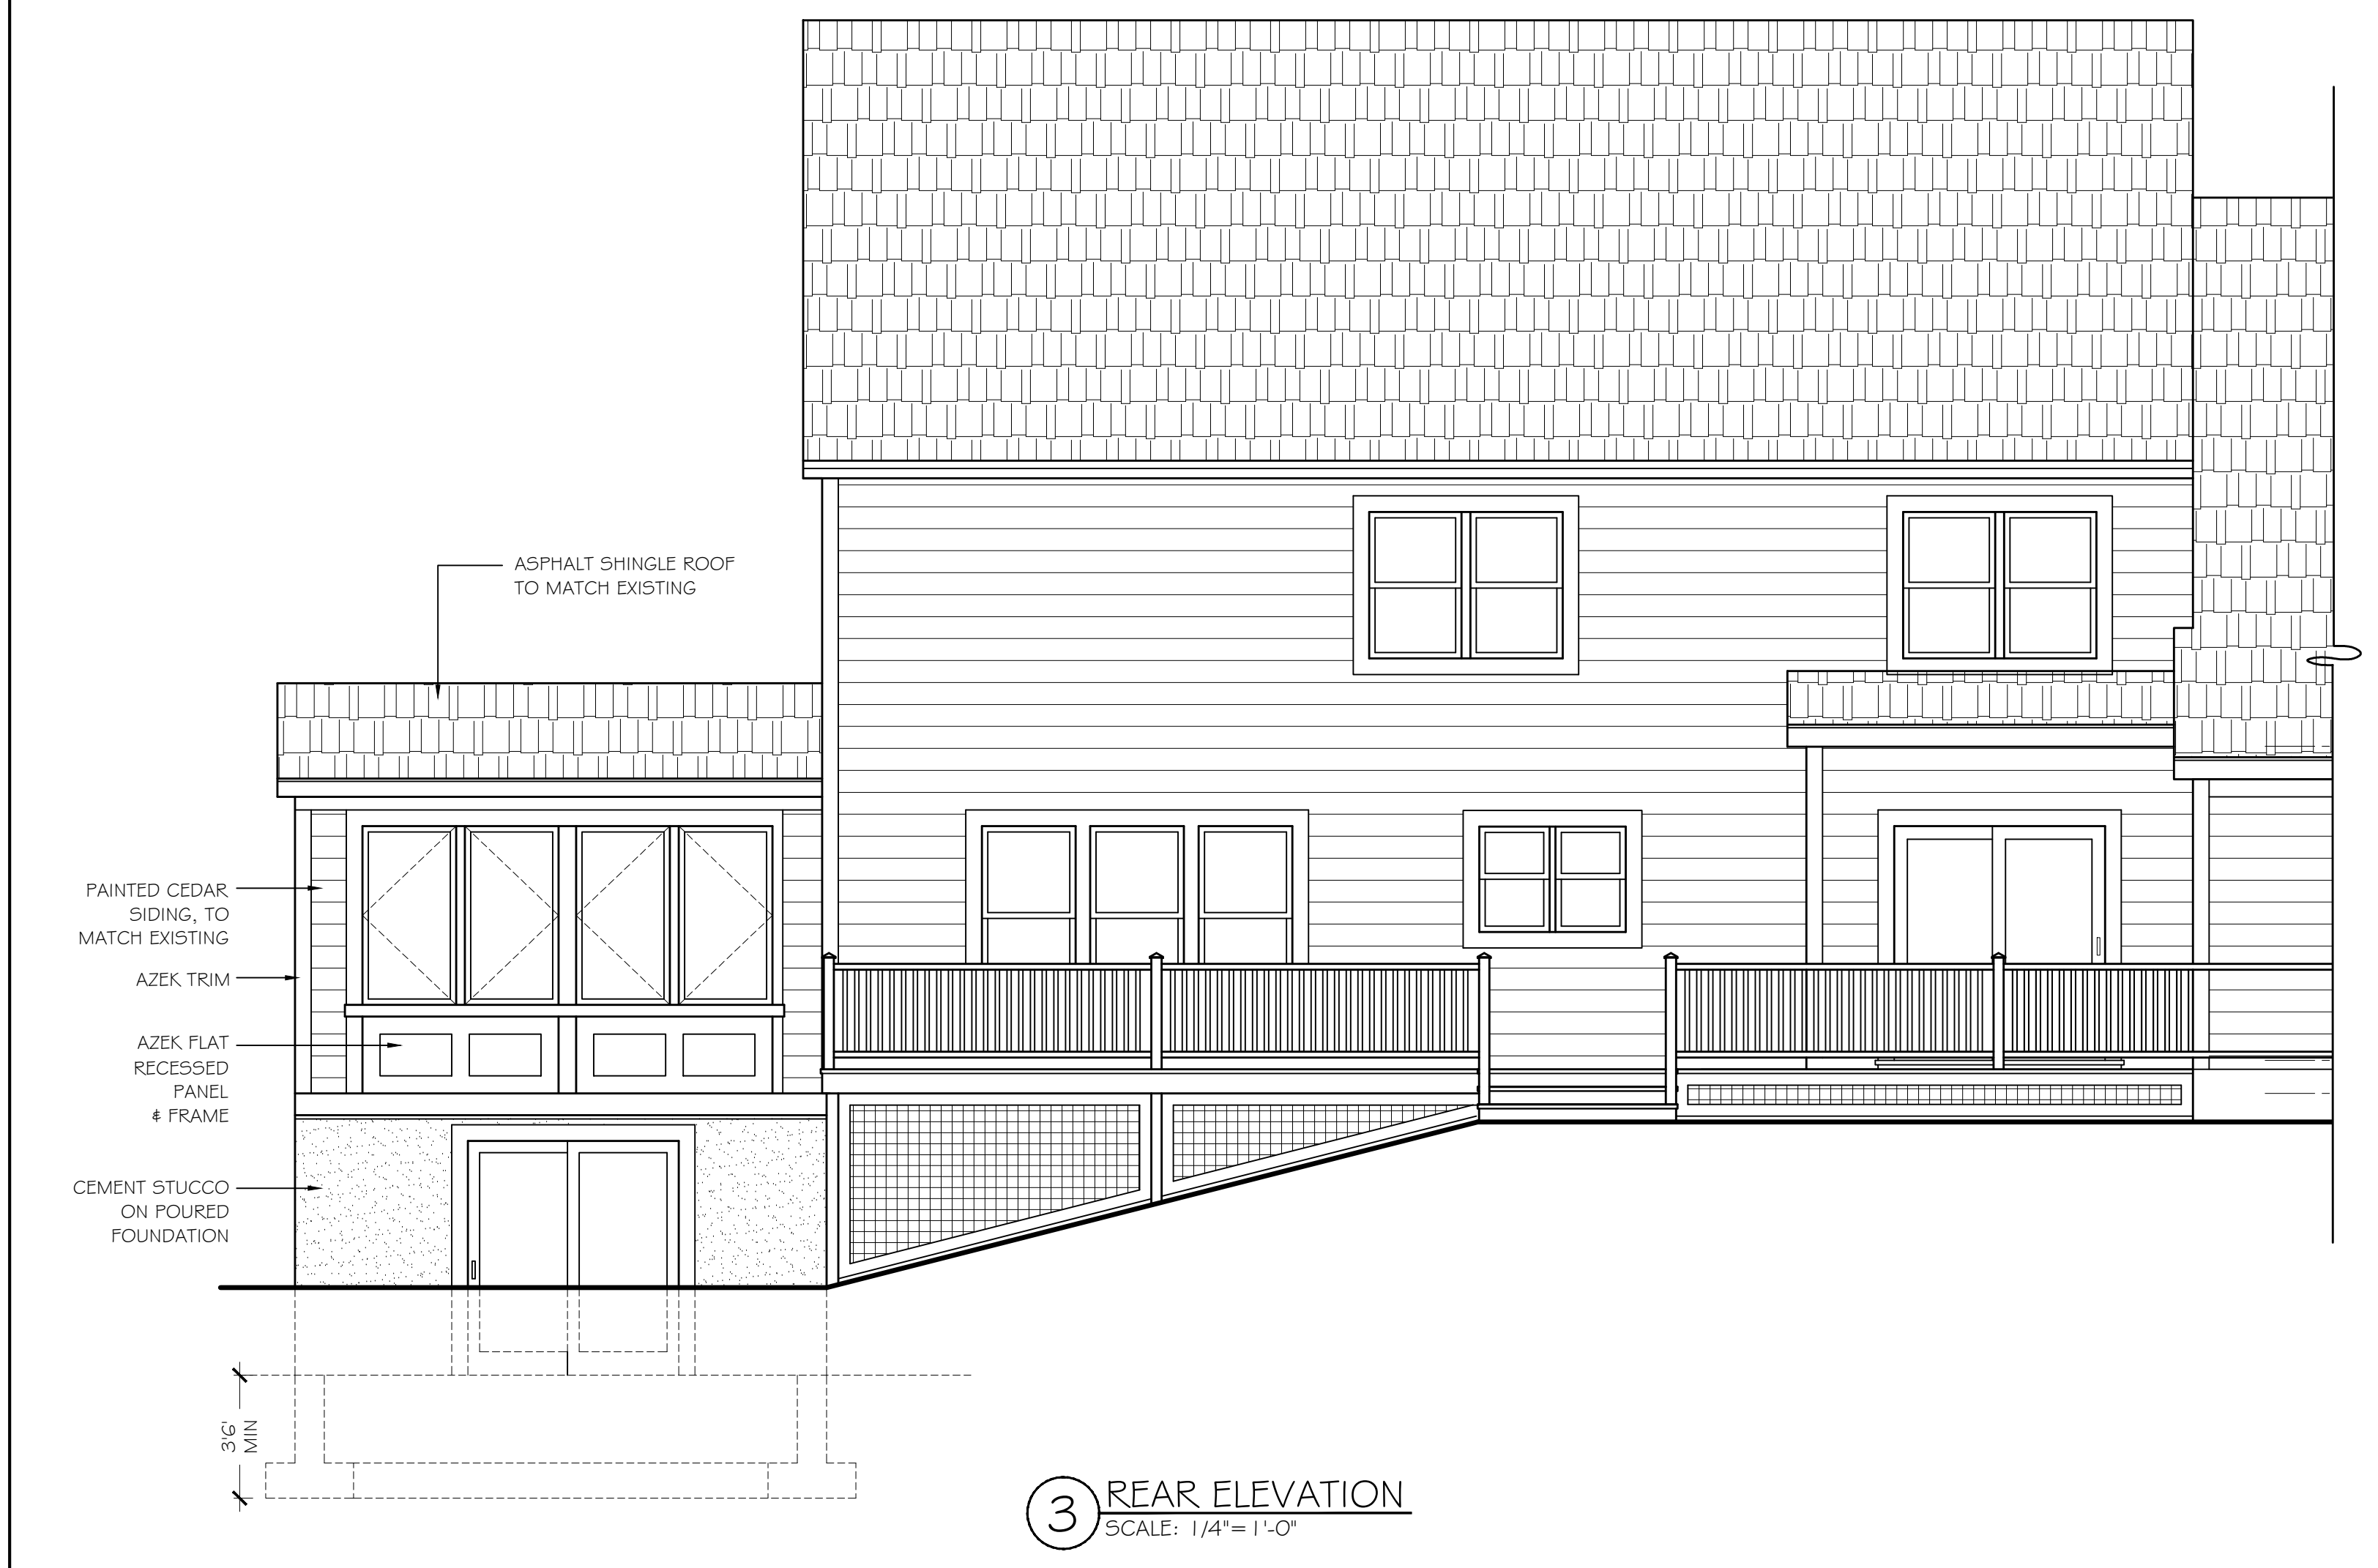 ASPHALT SHINGLE ROOF
TO MATCH EXISTING
PAINTED CEDAR
SIDING, TO
MATCH EXISTING
AZEK TRIM
AZEK FLAT
RECESSED
PANEL
& FRAME
CEMENT STUCCO
ON POURED
FOUNDATION
3'6'
MIN
3
REAR ELEVATION
SCALE: 1/4"=1'-0"